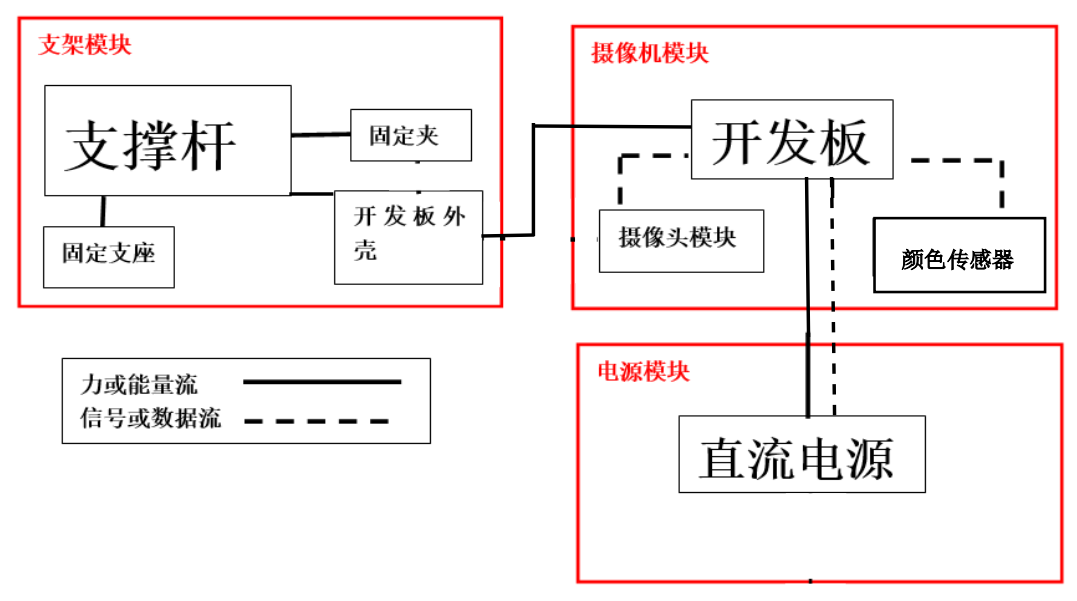 支架模块
支撑杆
固定夹
开发板外
壳
固定支座
摄像机模块
开发板
摄像头模块
颜色传感器
力或能量流
信号或数据流
电源模块
直流电源